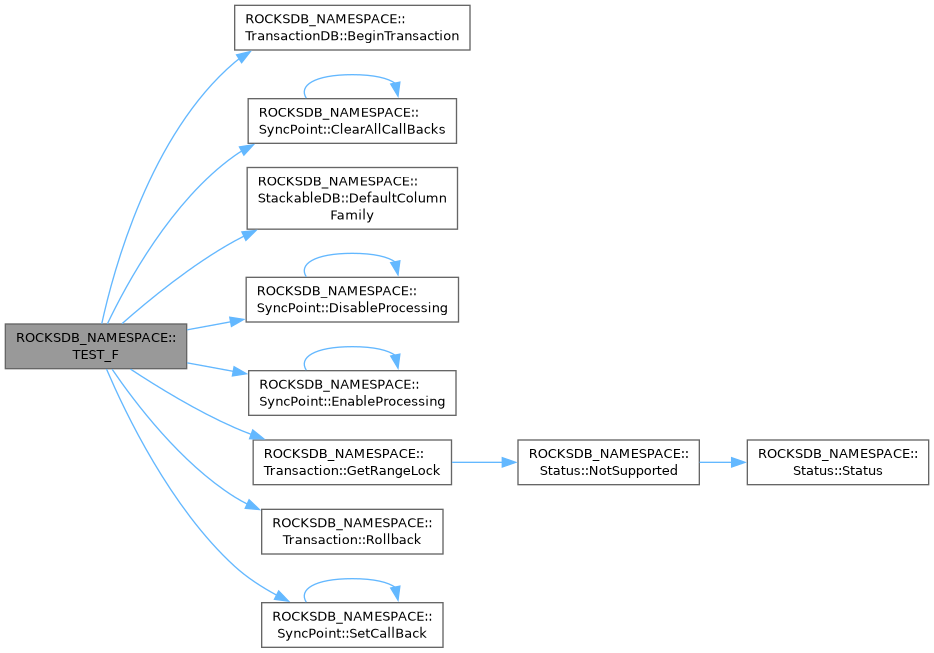 ROCKSDB_NAMESPACE::
TransactionDB::BeginTransaction
ROCKSDB_NAMESPACE::
SyncPoint::ClearAllCallBacks
ROCKSDB_NAMESPACE::
StackableDB::DefaultColumn
Family
ROCKSDB_NAMESPACE::
SyncPoint::DisableProcessing
ROCKSDB_NAMESPACE::
TEST_F
ROCKSDB_NAMESPACE::
SyncPoint::EnableProcessing
ROCKSDB_NAMESPACE::
Transaction::GetRangeLock
ROCKSDB_NAMESPACE::
Status::NotSupported
ROCKSDB_NAMESPACE::
Status::Status
ROCKSDB_NAMESPACE::
Transaction::Rollback
ROCKSDB_NAMESPACE::
SyncPoint::SetCallBack